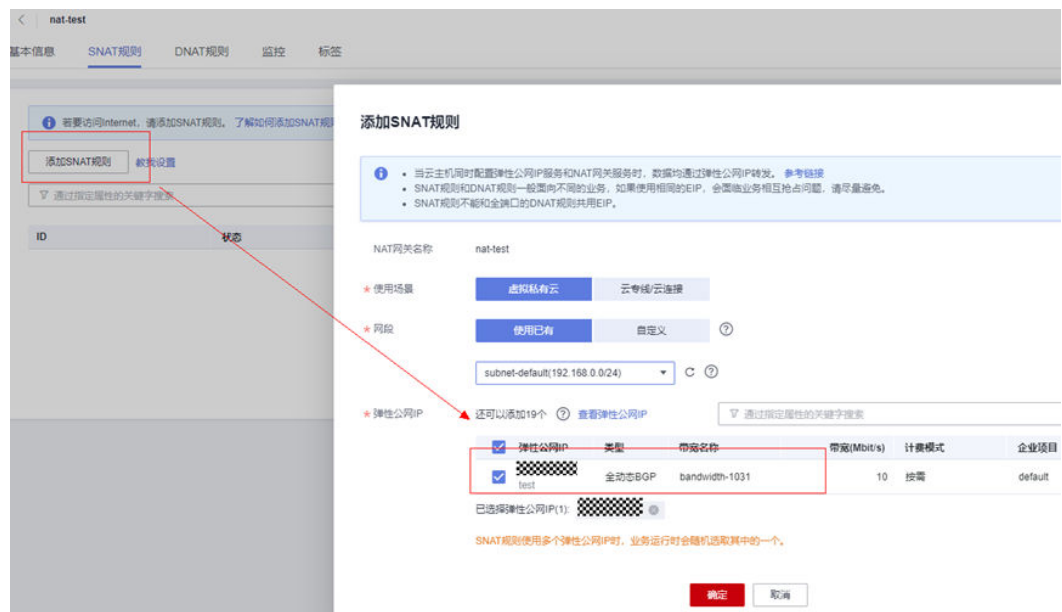 nat-test
基本信息 SNAT规则 DNAT规则 监控 标签
若要访问Internet，请添加SNAT规则。 了解如何添加SNAT规则
添加SNAT规则 教我设置
通过指定属性的关键字搜索
ID 状态
添加SNAT规则
当云主机同时配置弹性公网IP服务和NAT网关服务时，数据均通过弹性公网IP转发。 参考链接
SNAT规则和DNAT规则一般面向不同的业务，如果使用相同的EIP，会面临业务相互抢占问题，请尽量避免。
SNAT规则不能和全端口的DNAT规则共用EIP。
NAT网关名称 nat-test
★ 使用场景 虚拟私有云 云专线/云连接
★ 网段 使用已有 自定义
subnet-default(192.168.0.0/24)
★ 弹性公网IP 还可以添加19个 查看弹性公网IP 通过指定属性的关键字搜索
弹性公网IP 类型 带宽名称 带宽(Mbit/s) 计费模式 企业项目
test 全动态BGP bandwidth-1031 10 按需 default
已选择弹性公网IP(1):
SNAT规则使用多个弹性公网IP时，业务运行时会随机选取其中的一个。
确定 取消